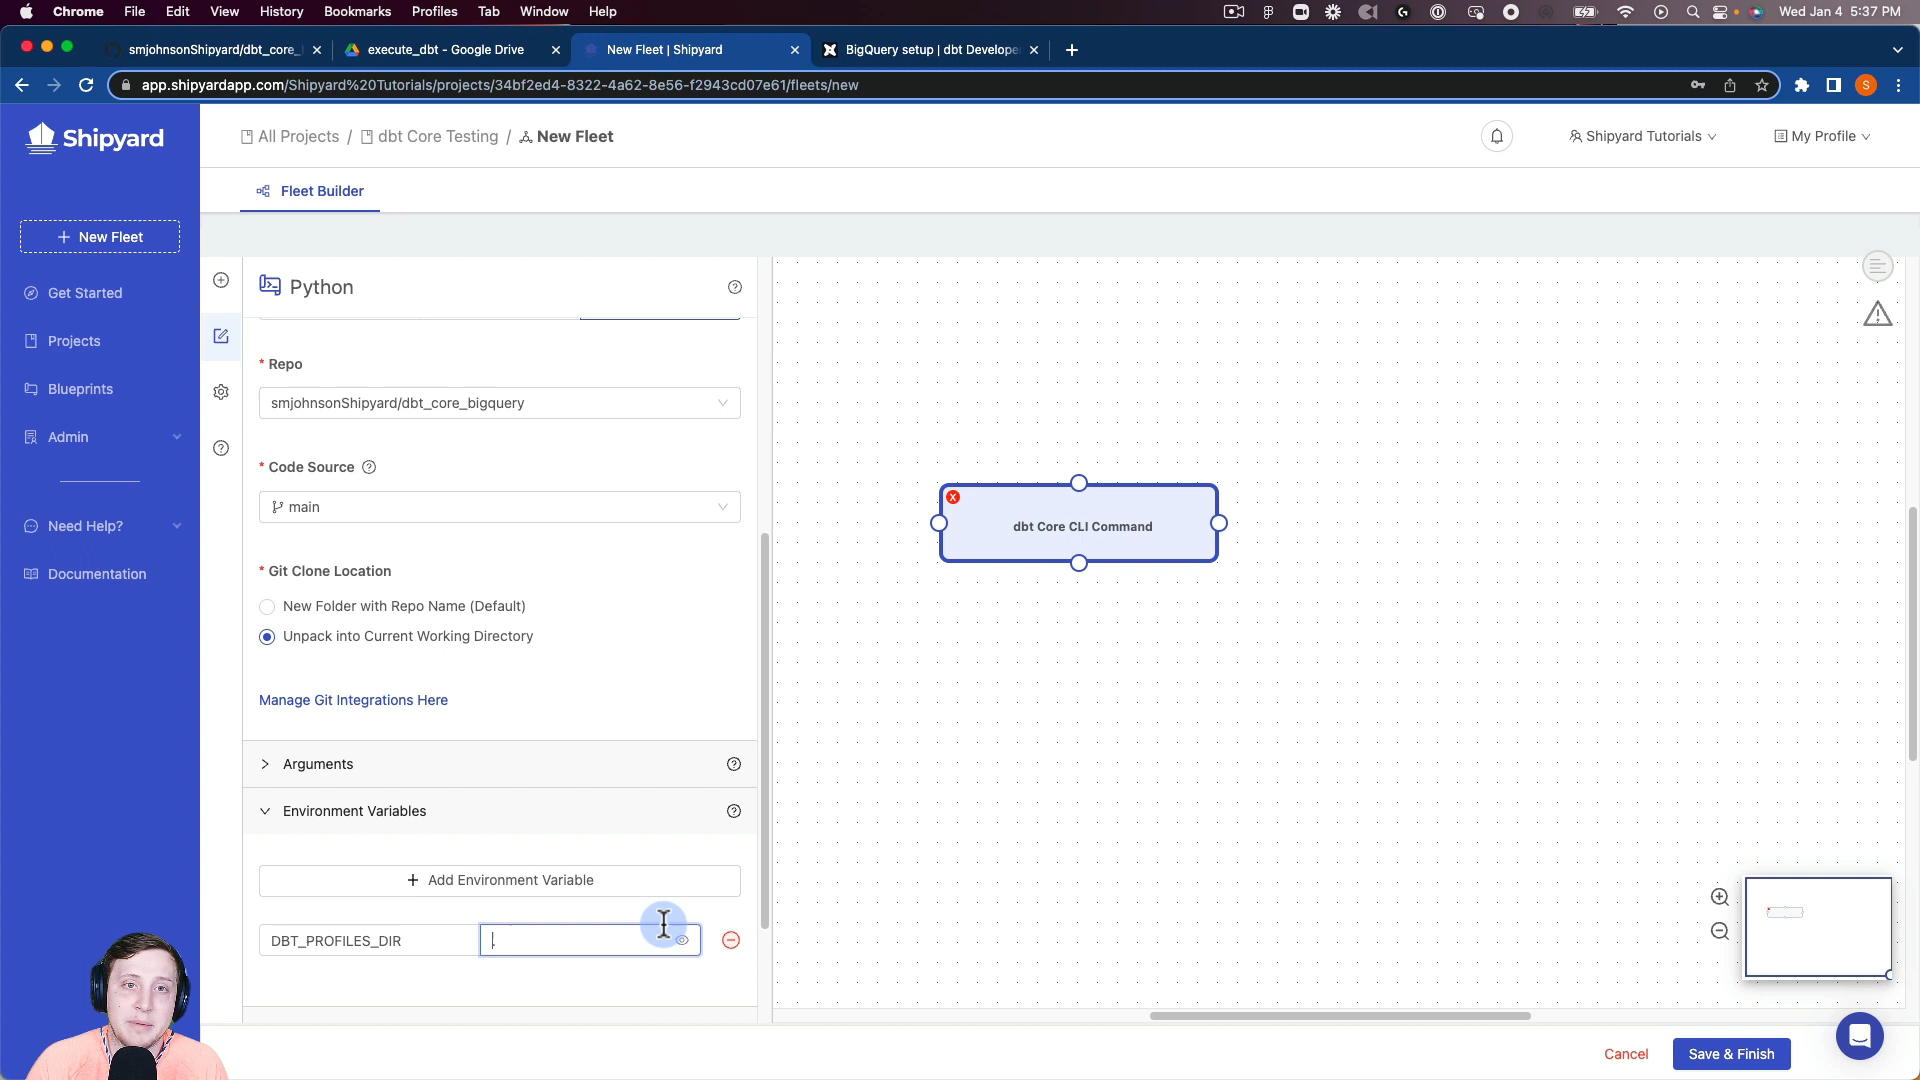 Chrome File Edit View History Bookmarks Profiles Tab Window Help Wed Jan 4 5:37 PM
smjohnsonShipyard/dbt_core_ execute_dbt - Google Drive New Fleet | Shipyard BigQuery setup | dbt Develope
app.shipyardapp.com/Shipyard%20Tutorials/projects/34bf2ed4-8322-4a62-8e56-f2943cd07e61/fleets/new S
Shipyard
All Projects / dbt Core Testing / New Fleet
Shipyard Tutorials
My Profile
Fleet Builder
+ New Fleet
Get Started
Projects
Blueprints
Admin
Need Help?
Documentation
Python
* Repo
smjohnsonShipyard/dbt_core_bigquery
* Code Source
main
* Git Clone Location
New Folder with Repo Name (Default)
Unpack into Current Working Directory
Manage Git Integrations Here
Arguments
Environment Variables
+ Add Environment Variable
DBT_PROFILES_DIR .
X
dbt Core CLI Command
Cancel
Save & Finish